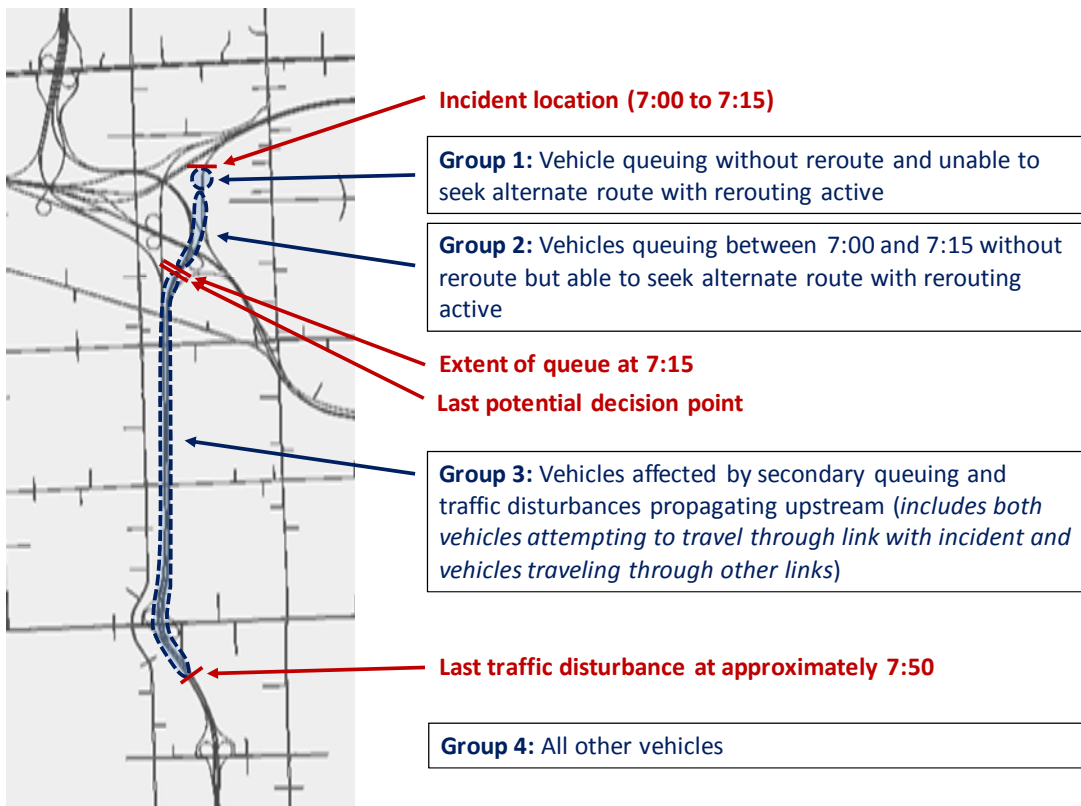 Incident location (7:00 to 7:15)
Group 1: Vehicle queuing without reroute and unable to
seek alternate route with rerouting active
Group 2: Vehicles queuing between 7:00 and 7:15 without
reroute but able to seek alternate route with rerouting
active
Extent of queue at 7:15
Last potential decision point
Group 3: Vehicles affected by secondary queuing and
traffic disturbances propagating upstream (includes both
vehicles attempting to travel through link with incident and
vehicles traveling through other links)
Last traffic disturbance at approximately 7:50
Group 4: All other vehicles